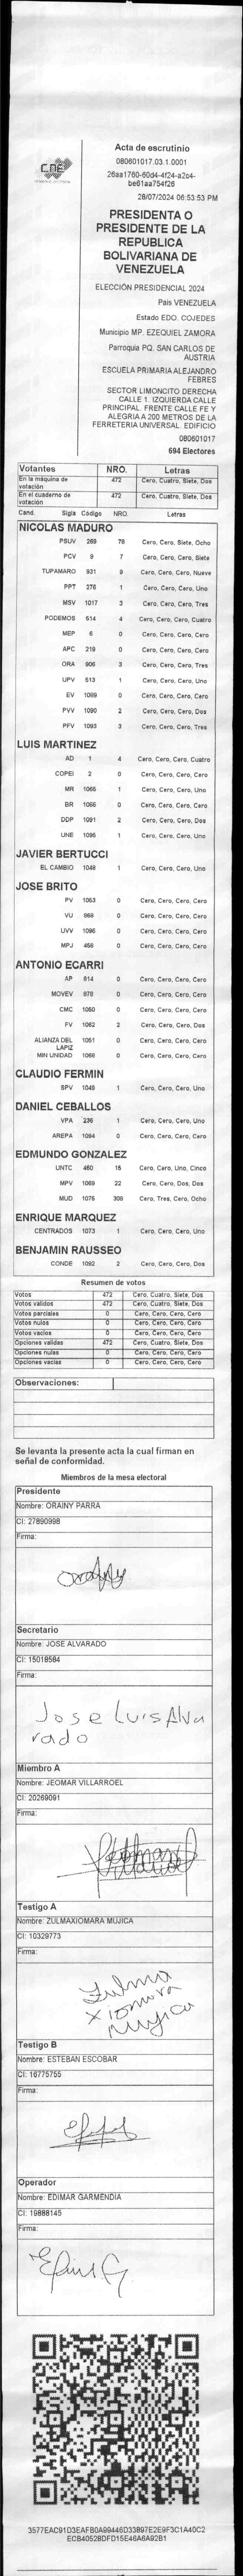 CNE
Acta de escrutinio
080601017.03.1.0001
26aa1760-60d4-4f24-a2c4-
be61aa754f26
28/07/2024 06:53:53 PM
PRESIDENTA O
PRESIDENTE DE LA
REPUBLICA
BOLIVARIANA DE
VENEZUELA
ELECCIÓN PRESIDENCIAL 2024
País VENEZUELA
Estado EDO. COJEDES
Municipio MP. EZEQUIEL ZAMORA
Parroquia PQ. SAN CARLOS DE
AUSTRIA
ESCUELA PRIMARIA ALEJANDRO
FEBRES
SECTOR LIMONCITO DERECHA
CALLE 1. IZQUIERDA CALLE
PRINCIPAL. FRENTE CALLE FE Y
ALEGRIA A 200 METROS DE LA
FERRETERIA UNIVERSAL. EDIFICIO
080601017
694 Electores
Votantes NRO. Letras
En la máquina de votación 472 Cero, Cuatro, Siete, Dos
En el cuaderno de votación 472 Cero, Cuatro, Siete, Dos
Cand. Sigla Código NRO. Letras
NICOLAS MADURO
PSUV 269 78 Cero, Cero, Siete, Ocho
PCV 9 7 Cero, Cero, Cero, Siete
TUPAMARO 931 9 Cero, Cero, Cero, Nueve
PPT 276 1 Cero, Cero, Cero, Uno
MSV 1017 3 Cero, Cero, Cero, Tres
PODEMOS 514 4 Cero, Cero, Cero, Cuatro
MEP 6 0 Cero, Cero, Cero, Cero
APC 219 0 Cero, Cero, Cero, Cero
ORA 906 3 Cero, Cero, Cero, Tres
UPV 513 1 Cero, Cero, Cero, Uno
EV 1089 0 Cero, Cero, Cero, Cero
PVV 1090 2 Cero, Cero, Cero, Dos
PFV 1093 3 Cero, Cero, Cero, Tres
LUIS MARTINEZ
AD 1 4 Cero, Cero, Cero, Cuatro
COPEI 2 0 Cero, Cero, Cero, Cero
MR 1065 1 Cero, Cero, Cero, Uno
BR 1066 0 Cero, Cero, Cero, Cero
DDP 1091 2 Cero, Cero, Cero, Dos
UNE 1095 1 Cero, Cero, Cero, Uno
JAVIER BERTUCCI
EL CAMBIO 1048 1 Cero, Cero, Cero, Uno
JOSE BRITO
PV 1053 0 Cero, Cero, Cero, Cero
VU 868 0 Cero, Cero, Cero, Cero
UVV 1096 0 Cero, Cero, Cero, Cero
MPJ 458 0 Cero, Cero, Cero, Cero
ANTONIO ECARRI
AP 814 0 Cero, Cero, Cero, Cero
MOVEV 878 0 Cero, Cero, Cero, Cero
CMC 1050 0 Cero, Cero, Cero, Cero
FV 1062 2 Cero, Cero, Cero, Dos
ALIANZA DEL LAPIZ 1051 0 Cero, Cero, Cero, Cero
MIN UNIDAD 1068 0 Cero, Cero, Cero, Cero
CLAUDIO FERMIN
SPV 1049 1 Cero, Cero, Cero, Uno
DANIEL CEBALLOS
VPA 236 1 Cero, Cero, Cero, Uno
AREPA 1094 0 Cero, Cero, Cero, Cero
EDMUNDO GONZALEZ
UNTC 460 15 Cero, Cero, Uno, Cinco
MPV 1069 22 Cero, Cero, Dos, Dos
MUD 1075 308 Cero, Tres, Cero, Ocho
ENRIQUE MARQUEZ
CENTRADOS 1073 1 Cero, Cero, Cero, Uno
BENJAMIN RAUSSEO
CONDE 1092 2 Cero, Cero, Cero, Dos
Resumen de votos
Votos 472 Cero, Cuatro, Siete, Dos
Votos validos 472 Cero, Cuatro, Siete, Dos
Votos parciales 0 Cero, Cero, Cero, Cero
Votos nulos 0 Cero, Cero, Cero, Cero
Votos vacíos 0 Cero, Cero, Cero, Cero
Opciones validas 472 Cero, Cuatro, Siete, Dos
Opciones nulas 0 Cero, Cero, Cero, Cero
Opciones vacías 0 Cero, Cero, Cero, Cero
Observaciones:
Se levanta la presente acta la cual firman en
señal de conformidad.
Miembros de la mesa electoral
Presidente
Nombre: ORAINY PARRA
CI: 27890998
Firma:
Secretario
Nombre: JOSE ALVARADO
CI: 15018584
Firma:
Jose Luis Alva
rado
Miembro A
Nombre: JEOMAR VILLARROEL
CI: 20269091
Firma:
Testigo A
Nombre: ZULMAXIOMARA MUJICA
CI: 10329773
Firma:
Zulma
xiomara
mujica
Testigo B
Nombre: ESTEBAN ESCOBAR
CI: 16775755
Firma:
Operador
Nombre: EDIMAR GARMENDIA
CI: 19888145
Firma:
3577EAC91D3EAFB0A99446D33B97E2E9F3C1A40C2
ECB4052BDFD15E46A6A92B1